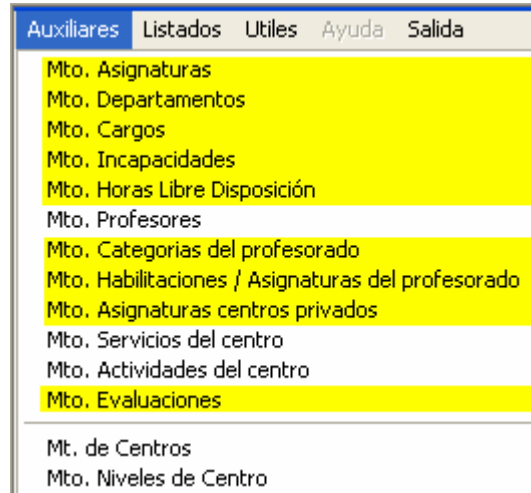 Auxiliares Listados Utiles Ayuda Salida
Mto. Asignaturas
Mto. Departamentos
Mto. Cargos
Mto. Incapacidades
Mto. Horas Libre Disposición
Mto. Profesores
Mto. Categorias del profesorado
Mto. Habilitaciones / Asignaturas del profesorado
Mto. Asignaturas centros privados
Mto. Servicios del centro
Mto. Actividades del centro
Mto. Evaluaciones
Mt. de Centros
Mto. Niveles de Centro